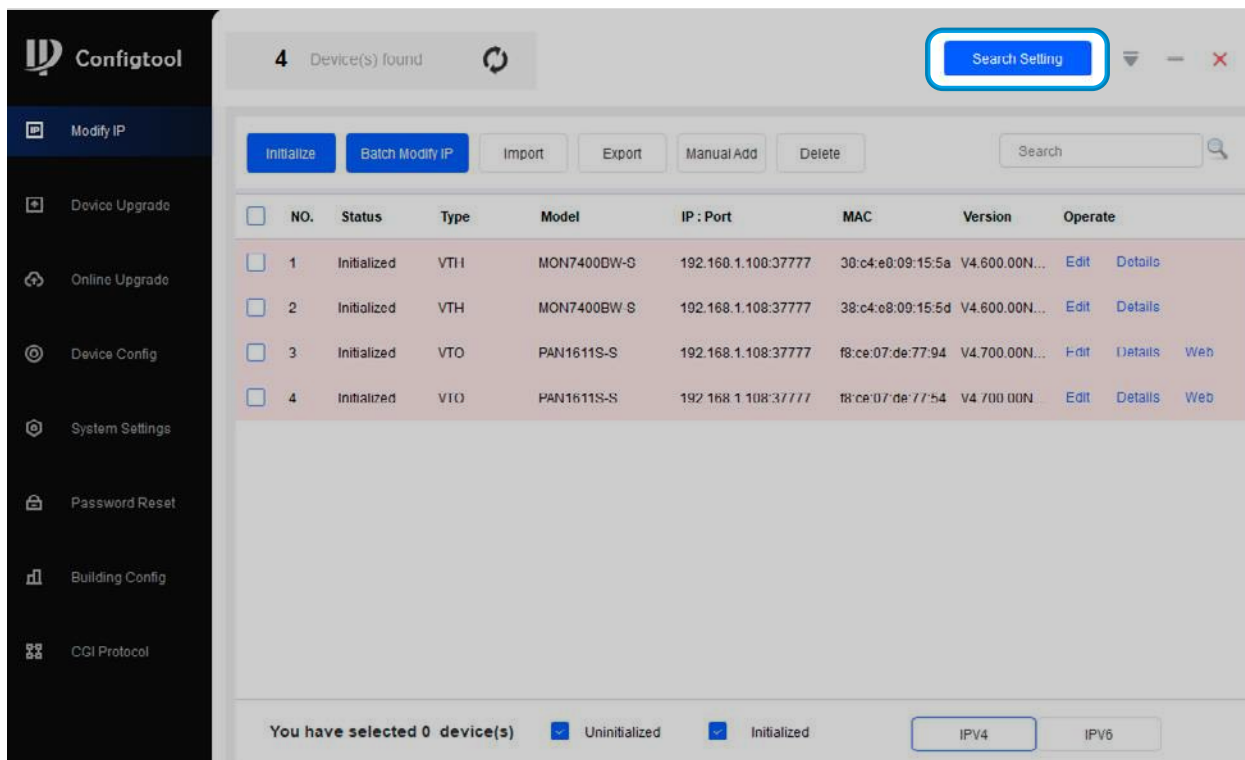 Configtool
4 Device(s) found
Search Setting
Modify IP
Device Upgrade
Online Upgrade
Device Config
System Settings
Password Reset
Building Config
CGI Protocol
Initialize Batch Modify IP Import Export Manual Add Delete Search
NO. Status Type Model IP : Port MAC Version Operate
1 Initialized VTH MON7400BW-S 192.168.1.108:37777 38:c4:e8:09:15:5a V4.600.00N... Edit Details
2 Initialized VTH MON7400BW-S 192.168.1.108:37777 38:c4:e8:09:15:5d V4.600.00N... Edit Details
3 Initialized VTO PAN1611S-S 192.168.1.108:37777 f8:ce:07:de:77:94 V4.700.00N... Edit Details Web
4 Initialized VTO PAN1611S-S 192.168.1.108:37777 f8:ce:07:de:77:54 V4.700.00N... Edit Details Web
You have selected 0 device(s) Uninitialized Initialized IPV4 IPV6